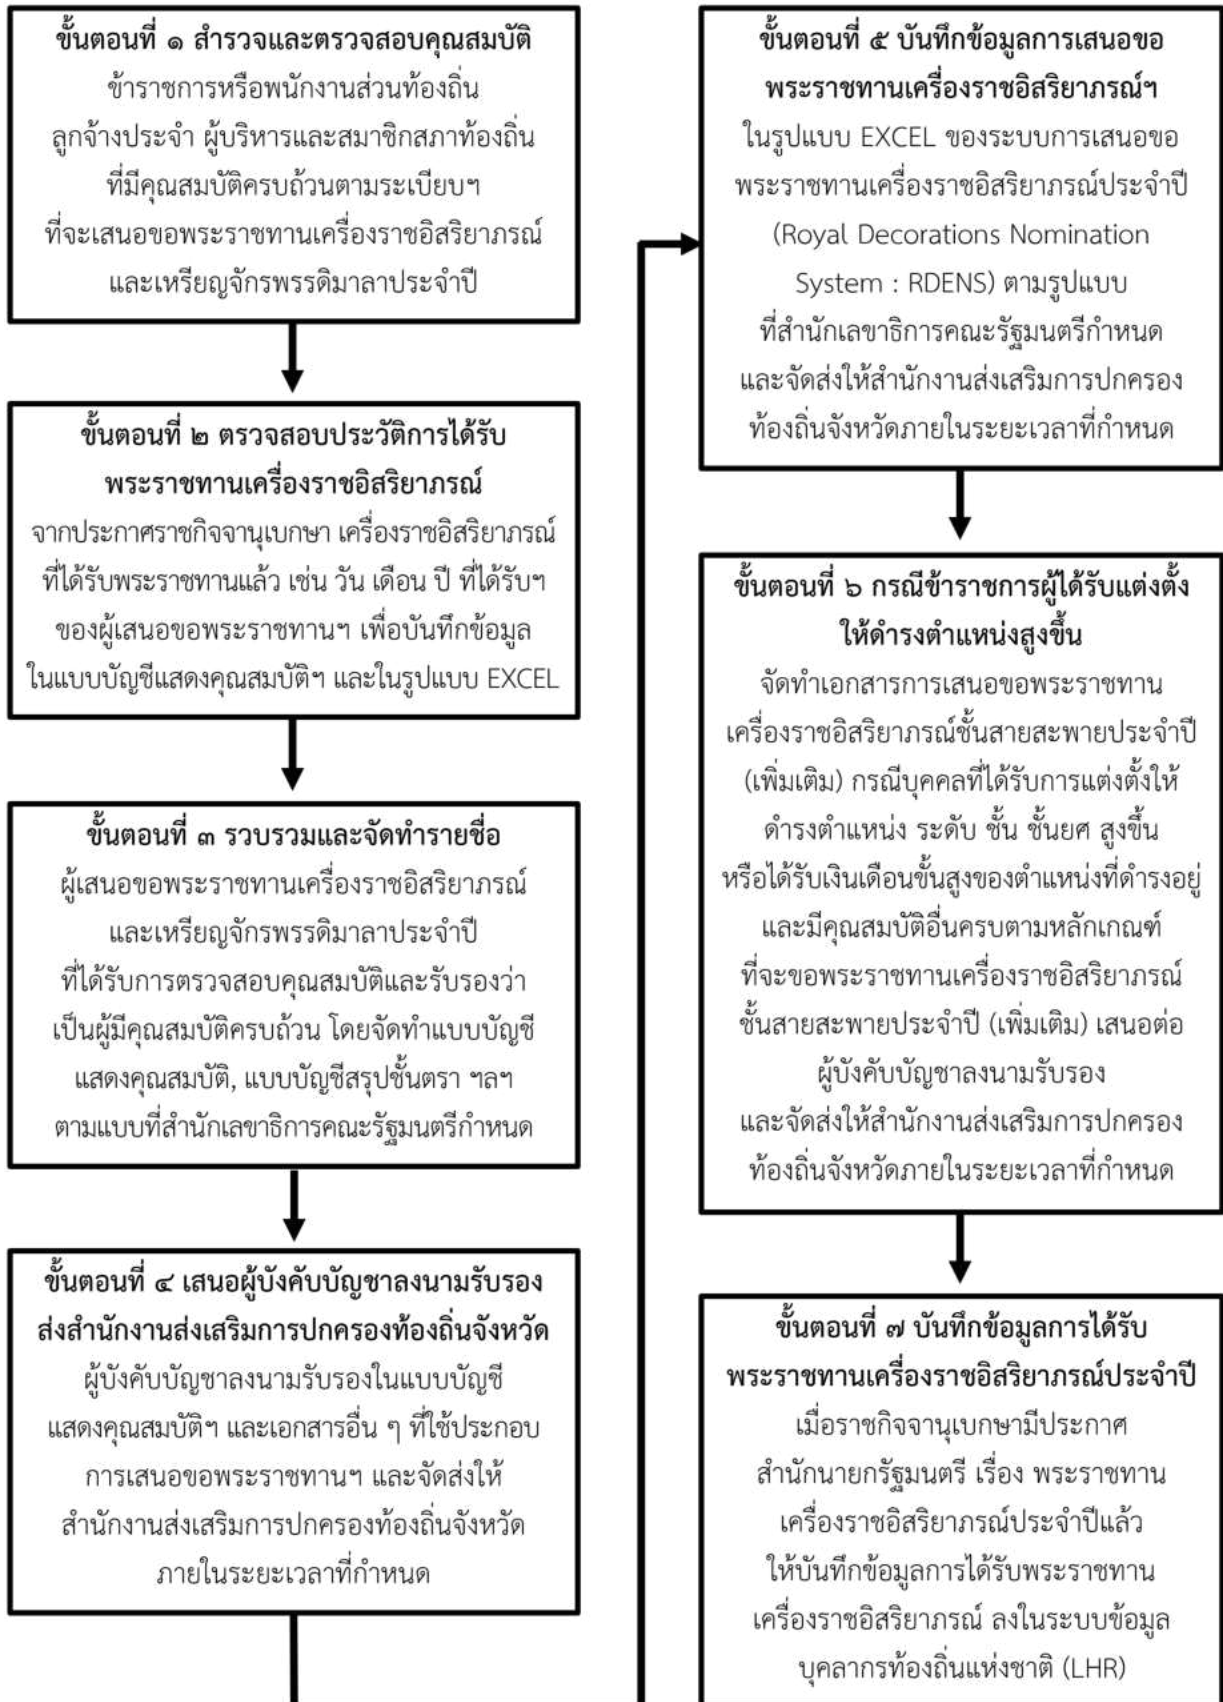 ขั้นตอนที่ ๑ สำรวจและตรวจสอบคุณสมบัติ
ข้าราชการหรือพนักงานส่วนท้องถิ่น
ลูกจ้างประจำ ผู้บริหารและสมาชิกสภาท้องถิ่น
ที่มีคุณสมบัติครบถ้วนตามระเบียบฯ
ที่จะเสนอขอพระราชทานเครื่องราชอิสริยาภรณ์
และเหรียญจักรพรรดิมาลาประจำปี
ขั้นตอนที่ ๒ ตรวจสอบประวัติการได้รับ
พระราชทานเครื่องราชอิสริยาภรณ์
จากประกาศราชกิจจานุเบกษา เครื่องราชอิสริยาภรณ์
ที่ได้รับพระราชทานแล้ว เช่น วัน เดือน ปี ที่ได้รับฯ
ของผู้เสนอขอพระราชทานฯ เพื่อบันทึกข้อมูล
ในแบบบัญชีแสดงคุณสมบัติฯ และในรูปแบบ EXCEL
ขั้นตอนที่ ๓ รวบรวมและจัดทำรายชื่อ
ผู้เสนอขอพระราชทานเครื่องราชอิสริยาภรณ์
และเหรียญจักรพรรดิมาลาประจำปี
ที่ได้รับการตรวจสอบคุณสมบัติและรับรองว่า
เป็นผู้มีคุณสมบัติครบถ้วน โดยจัดทำแบบบัญชี
แสดงคุณสมบัติ, แบบบัญชีสรุปชั้นตรา ฯลฯ
ตามแบบที่สำนักเลขาธิการคณะรัฐมนตรีกำหนด
ขั้นตอนที่ ๔ เสนอผู้บังคับบัญชาลงนามรับรอง
ส่งสำนักงานส่งเสริมการปกครองท้องถิ่นจังหวัด
ผู้บังคับบัญชาลงนามรับรองในแบบบัญชี
แสดงคุณสมบัติฯ และเอกสารอื่น ๆ ที่ใช้ประกอบ
การเสนอขอพระราชทานฯ และจัดส่งให้
สำนักงานส่งเสริมการปกครองท้องถิ่นจังหวัด
ภายในระยะเวลาที่กำหนด
ขั้นตอนที่ ๕ บันทึกข้อมูลการเสนอขอ
พระราชทานเครื่องราชอิสริยาภรณ์ฯ
ในรูปแบบ EXCEL ของระบบการเสนอขอ
พระราชทานเครื่องราชอิสริยาภรณ์ประจำปี
(Royal Decorations Nomination
System : RDENS) ตามรูปแบบ
ที่สำนักเลขาธิการคณะรัฐมนตรีกำหนด
และจัดส่งให้สำนักงานส่งเสริมการปกครอง
ท้องถิ่นจังหวัดภายในระยะเวลาที่กำหนด
ขั้นตอนที่ ๖ กรณีข้าราชการผู้ได้รับแต่งตั้ง
ให้ดำรงตำแหน่งสูงขึ้น
จัดทำเอกสารการเสนอขอพระราชทาน
เครื่องราชอิสริยาภรณ์ชั้นสายสะพายประจำปี
(เพิ่มเติม) กรณีบุคคลที่ได้รับการแต่งตั้งให้
ดำรงตำแหน่ง ระดับ ชั้น ชั้นยศ สูงขึ้น
หรือได้รับเงินเดือนขั้นสูงของตำแหน่งที่ดำรงอยู่
และมีคุณสมบัติอื่นครบตามหลักเกณฑ์
ที่จะขอพระราชทานเครื่องราชอิสริยาภรณ์
ชั้นสายสะพายประจำปี (เพิ่มเติม) เสนอต่อ
ผู้บังคับบัญชาลงนามรับรอง
และจัดส่งให้สำนักงานส่งเสริมการปกครอง
ท้องถิ่นจังหวัดภายในระยะเวลาที่กำหนด
ขั้นตอนที่ ๗ บันทึกข้อมูลการได้รับ
พระราชทานเครื่องราชอิสริยาภรณ์ประจำปี
เมื่อราชกิจจานุเบกษามีประกาศ
สำนักนายกรัฐมนตรี เรื่อง พระราชทาน
เครื่องราชอิสริยาภรณ์ประจำปีแล้ว
ให้บันทึกข้อมูลการได้รับพระราชทาน
เครื่องราชอิสริยาภรณ์ ลงในระบบข้อมูล
บุคลากรท้องถิ่นแห่งชาติ (LHR)